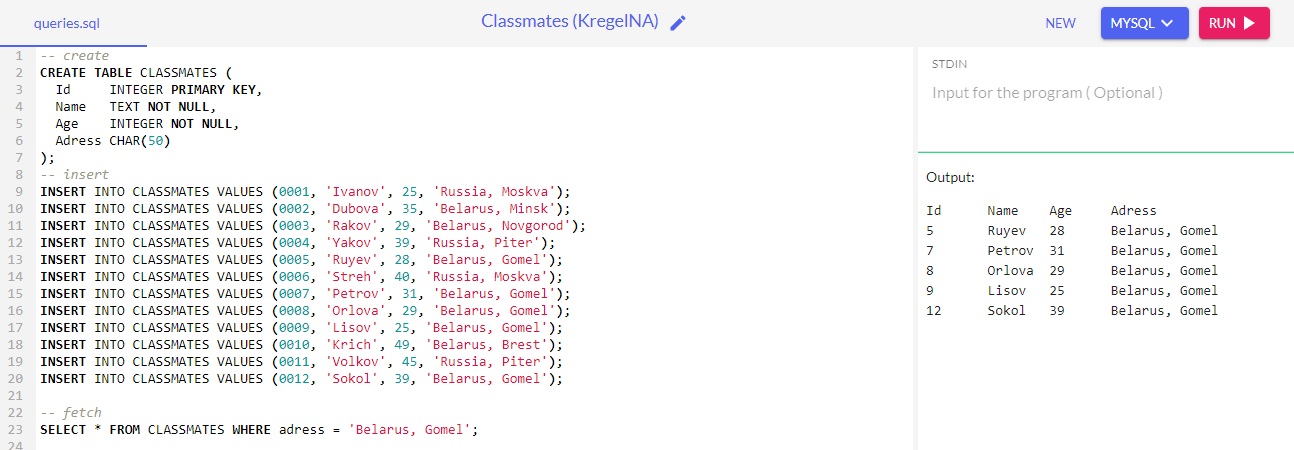 queries.sql
Classmates (KregelNA)
NEW
MYSQL
RUN
1 -- create
2 CREATE TABLE CLASSMATES (
3 Id INTEGER PRIMARY KEY,
4 Name TEXT NOT NULL,
5 Age INTEGER NOT NULL,
6 Adress CHAR(50)
7 );
8 -- insert
9 INSERT INTO CLASSMATES VALUES (0001, 'Ivanov', 25, 'Russia, Moskva');
10 INSERT INTO CLASSMATES VALUES (0002, 'Dubova', 35, 'Belarus, Minsk');
11 INSERT INTO CLASSMATES VALUES (0003, 'Rakov', 29, 'Belarus, Novgorod');
12 INSERT INTO CLASSMATES VALUES (0004, 'Yakov', 39, 'Russia, Piter');
13 INSERT INTO CLASSMATES VALUES (0005, 'Ruyev', 28, 'Belarus, Gomel');
14 INSERT INTO CLASSMATES VALUES (0006, 'Streh', 40, 'Russia, Moskva');
15 INSERT INTO CLASSMATES VALUES (0007, 'Petrov', 31, 'Belarus, Gomel');
16 INSERT INTO CLASSMATES VALUES (0008, 'Orlova', 29, 'Belarus, Gomel');
17 INSERT INTO CLASSMATES VALUES (0009, 'Lisov', 25, 'Belarus, Gomel');
18 INSERT INTO CLASSMATES VALUES (0010, 'Krich', 49, 'Belarus, Brest');
19 INSERT INTO CLASSMATES VALUES (0011, 'Volkov', 45, 'Russia, Piter');
20 INSERT INTO CLASSMATES VALUES (0012, 'Sokol', 39, 'Belarus, Gomel');
21
22 -- fetch
23 SELECT * FROM CLASSMATES WHERE adress = 'Belarus, Gomel';
24
STDIN
Input for the program ( Optional )
Output:
Id Name Age Adress
5 Ruyev 28 Belarus, Gomel
7 Petrov 31 Belarus, Gomel
8 Orlova 29 Belarus, Gomel
9 Lisov 25 Belarus, Gomel
12 Sokol 39 Belarus, Gomel